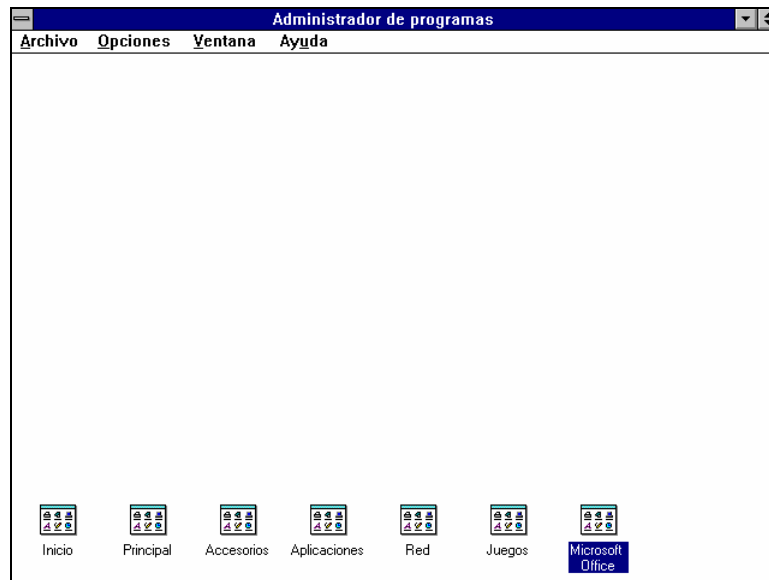 Administrador de programas
Archivo Opciones Ventana Ayuda
Inicio Principal Accesorios Aplicaciones Red Juegos Microsoft
Office